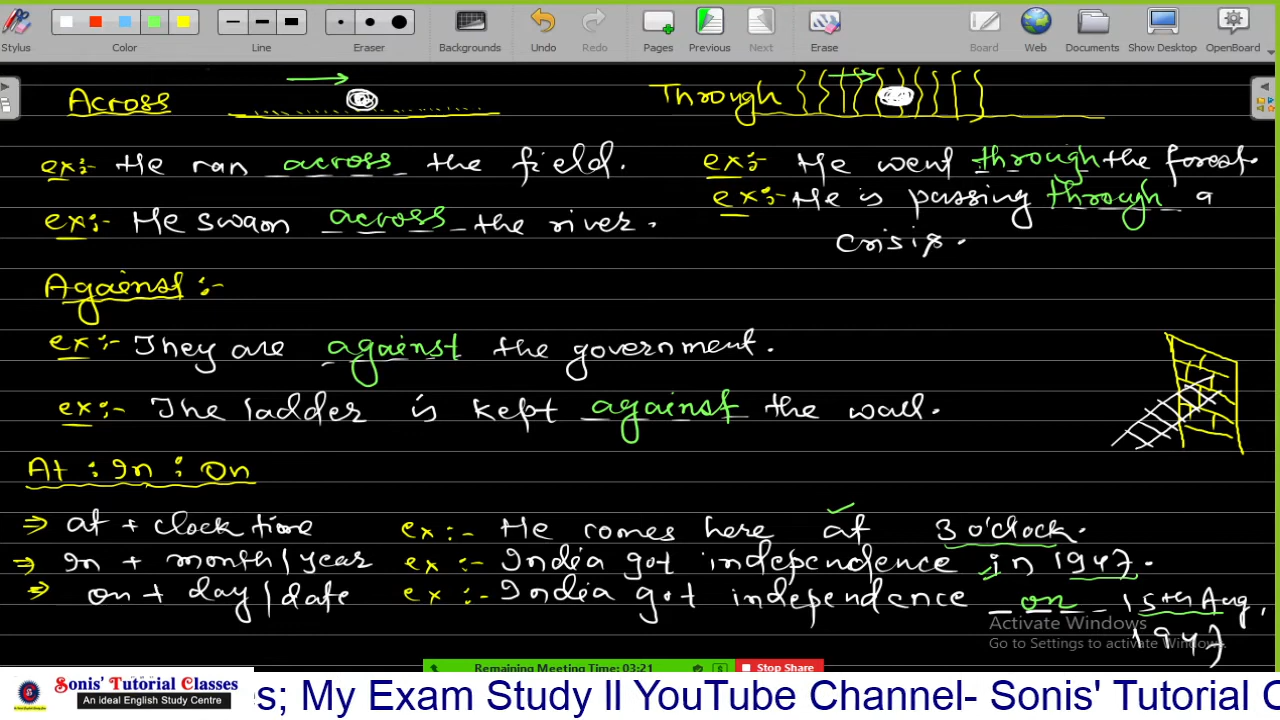 Stylus Color Line Eraser Backgrounds Undo Redo Pages Previous Next Erase Board Web Documents Show Desktop OpenBoard
Across
Through
ex:- He ran across the field.
ex:- He went through the forest.
ex:- He is passing through a
crisis.
ex:- He swam across the river.
Against :-
ex:- They are against the government.
ex:- The ladder is kept against the wall.
At : In : On
⇒ at + clock time ex:- He comes here at 3 o'clock.
⇒ In + month / year ex:- India got independence in 1947.
⇒ on + day / date ex:- India got independence on 15th Aug,
1947
Activate Windows
Go to Settings to activate Windows.
Remaining Meeting Time: 03:21 Stop Share
Sonis' Tutorial Classes
An ideal English Study Centre
es; My Exam Study ll YouTube Channel- Sonis' Tutorial C